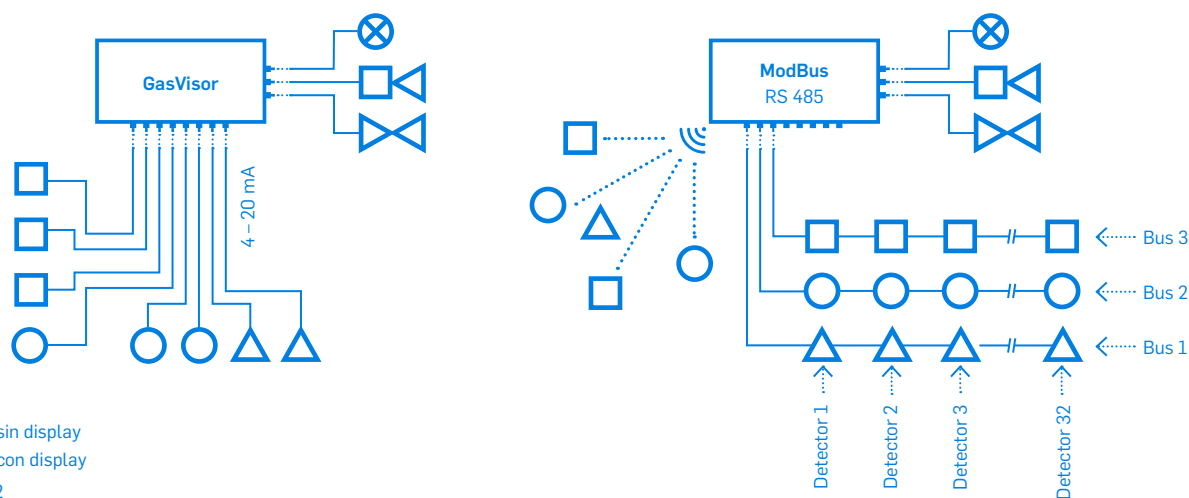 GasVisor
4 – 20 mA
ModBus
RS 485
Bus 3
Bus 2
Bus 1
Detector 1
Detector 2
Detector 3
Detector 32
sin display
con display
2